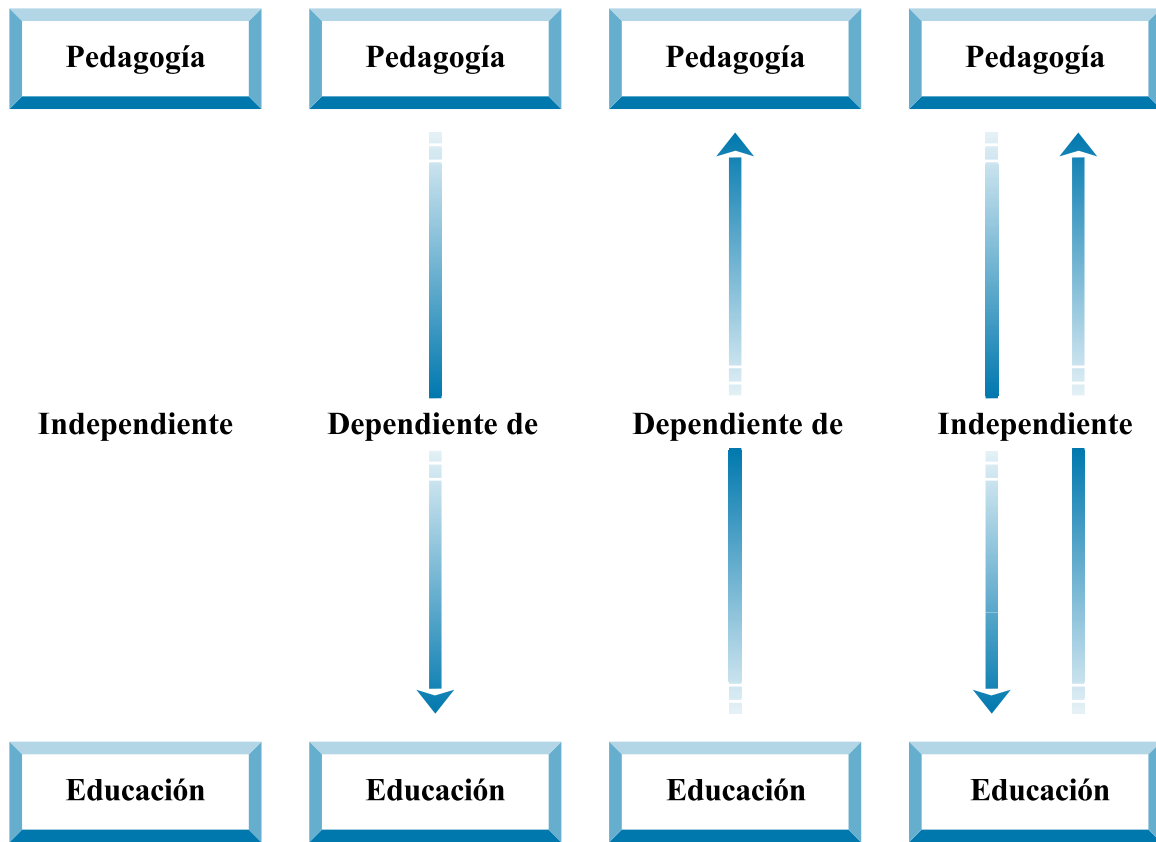 Pedagogía
Pedagogía
Pedagogía
Pedagogía
Independiente
Dependiente de
Dependiente de
Independiente
Educación
Educación
Educación
Educación